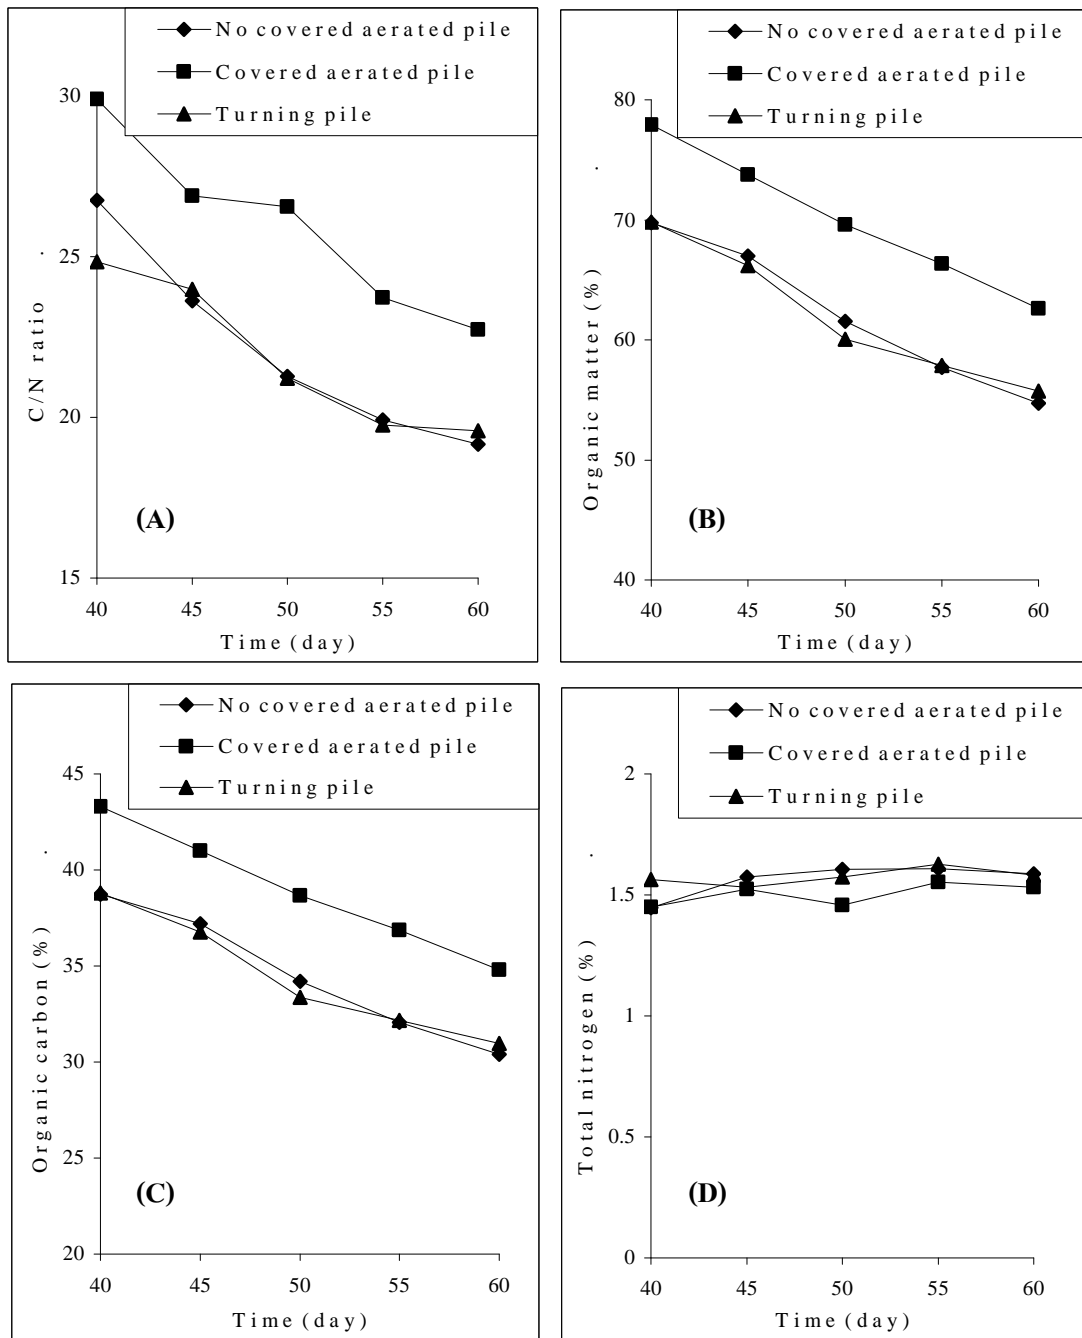 No covered aerated pile
Covered aerated pile
Turning pile
30
25
20
15
40 45 50 55 60
Time (day)
C/N ratio
(A)
No covered aerated pile
Covered aerated pile
Turning pile
80
70
60
50
40
40 45 50 55 60
Time (day)
Organic matter (%)
(B)
No covered aerated pile
Covered aerated pile
Turning pile
45
40
35
30
25
20
40 45 50 55 60
Time (day)
Organic carbon (%)
(C)
No covered aerated pile
Covered aerated pile
Turning pile
2
1.5
1
0.5
0
40 45 50 55 60
Time (day)
Total nitrogen (%)
(D)